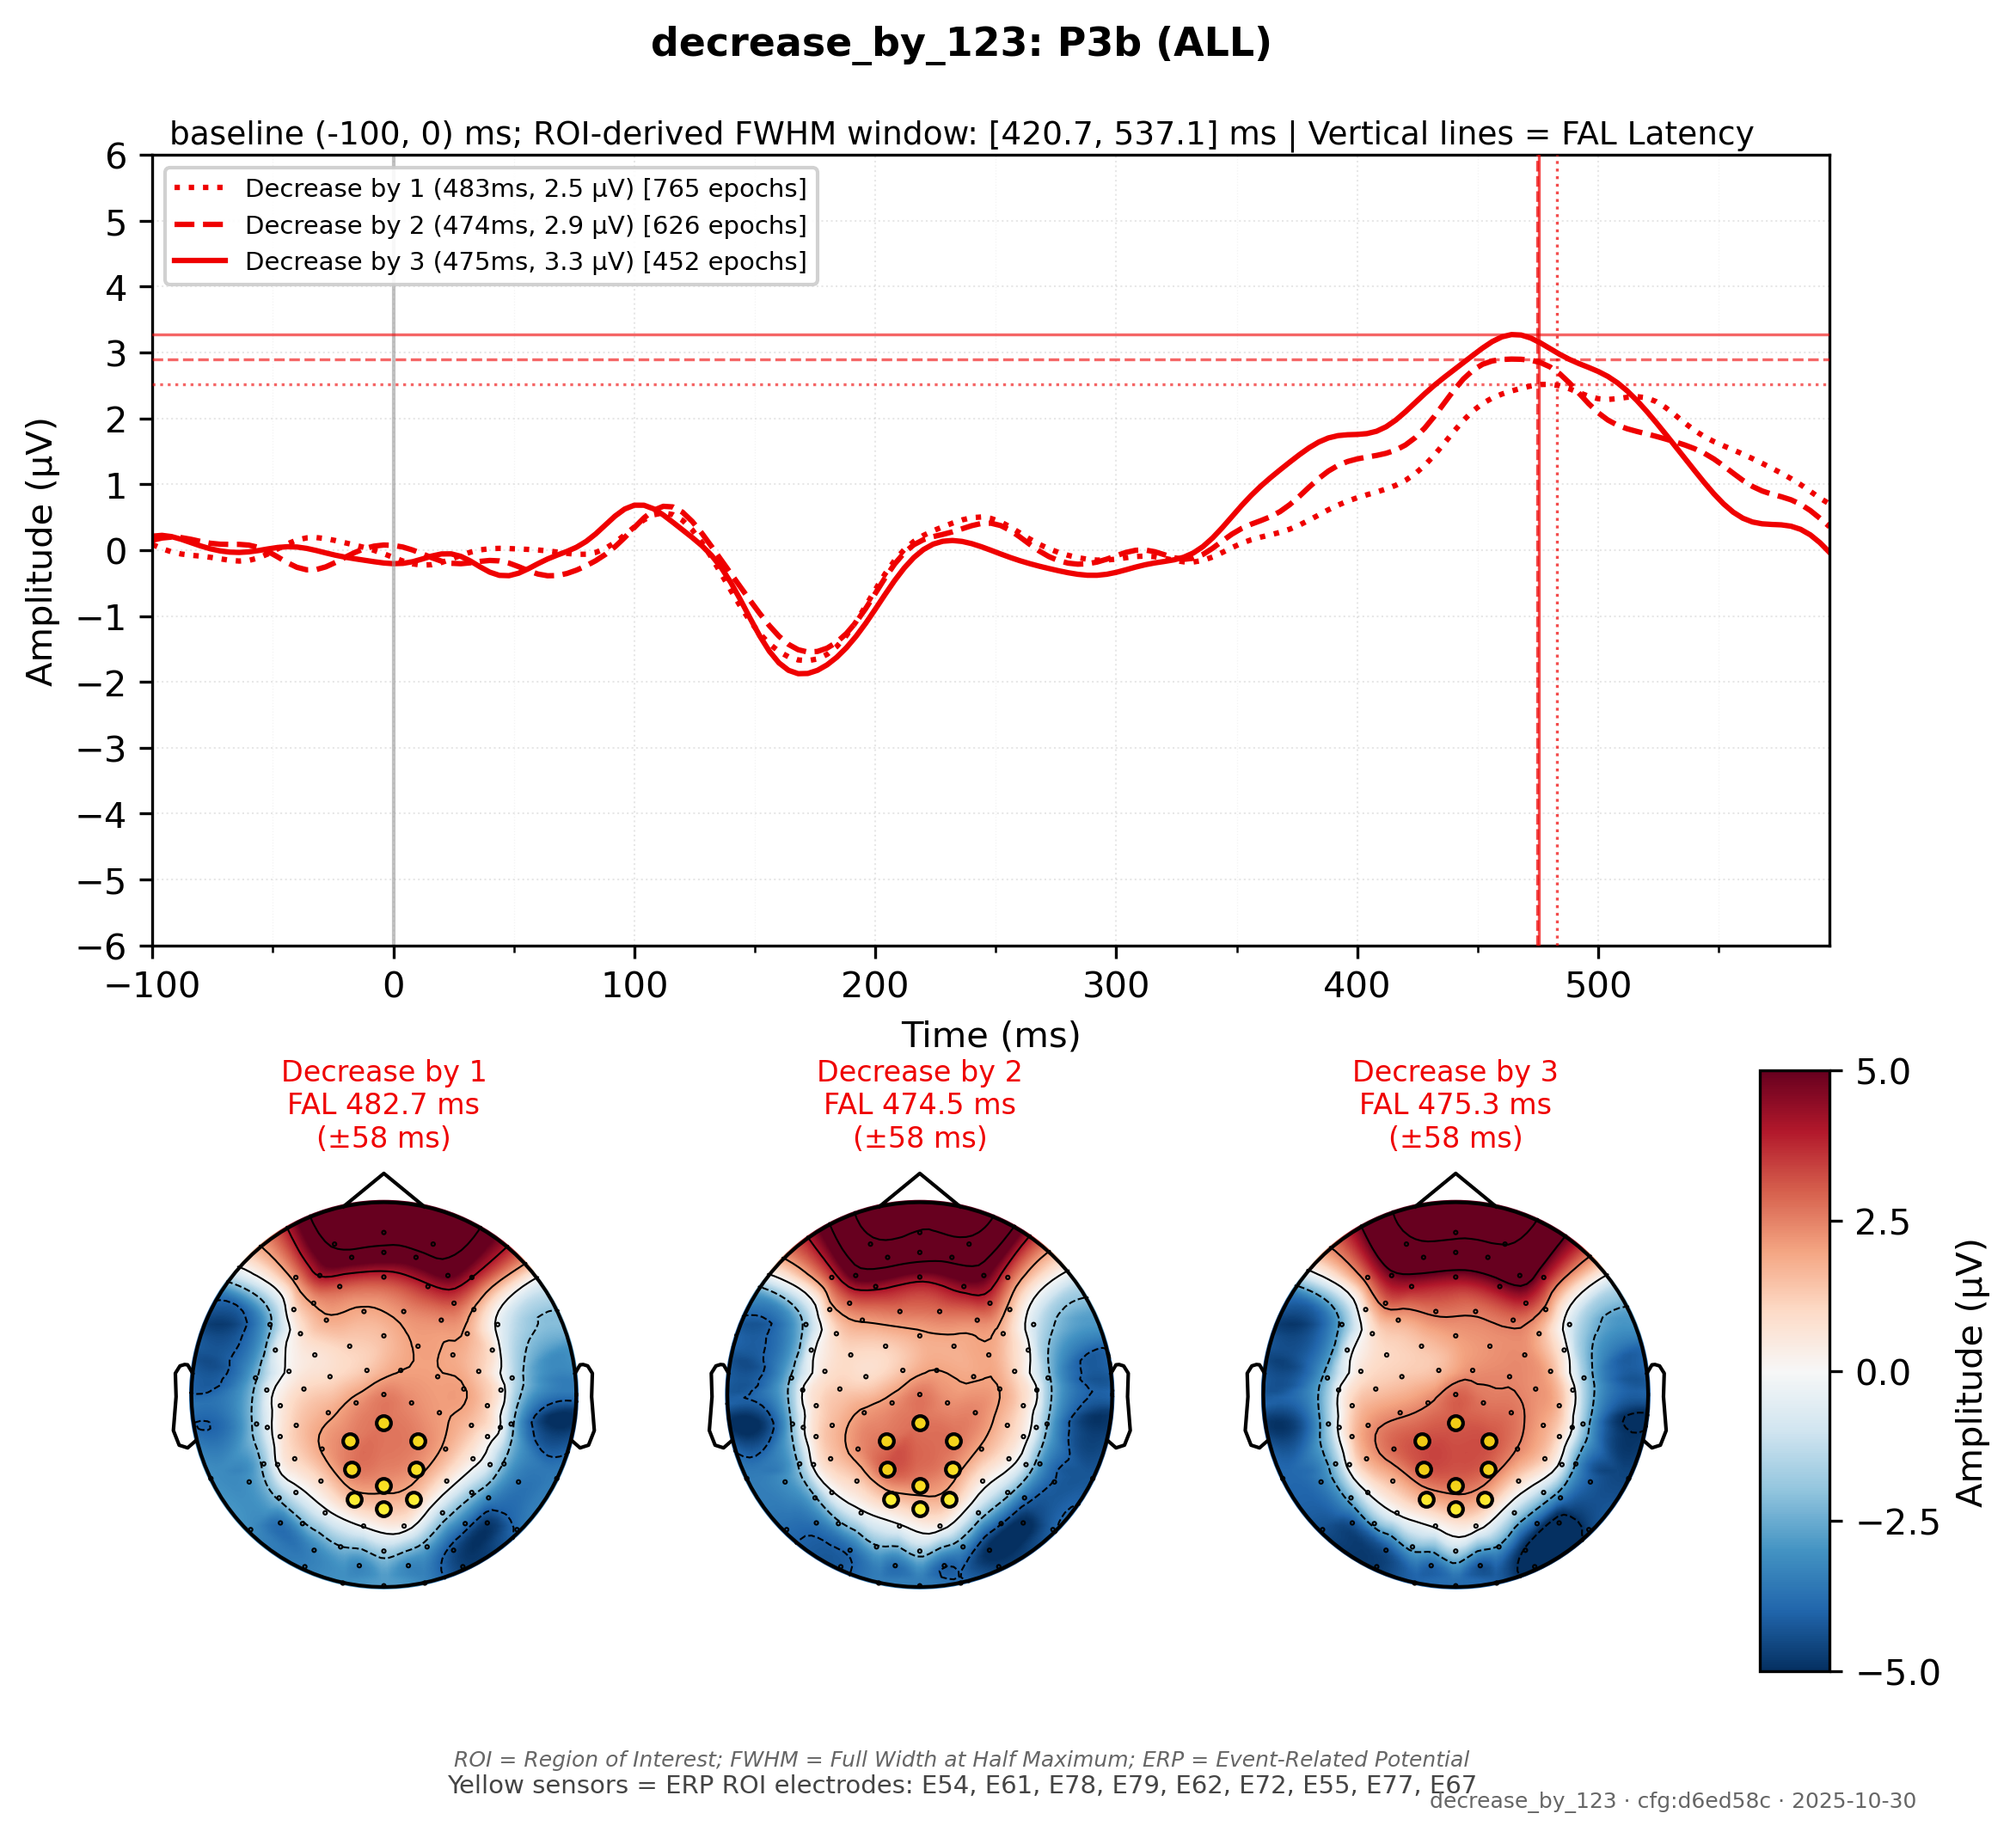 decrease_by_123: P3b (ALL)
baseline (-100, 0) ms; ROI-derived FWHM window: [420.7, 537.1] ms | Vertical lines = FAL Latency
Decrease by 1 (483ms, 2.5 µV) [765 epochs]
Decrease by 2 (474ms, 2.9 µV) [626 epochs]
Decrease by 3 (475ms, 3.3 µV) [452 epochs]
6
5
4
3
2
1
0
−1
−2
−3
−4
−5
−6
Amplitude (µV)
−100 0 100 200 300 400 500
Time (ms)
Decrease by 1
FAL 482.7 ms
(±58 ms)
Decrease by 2
FAL 474.5 ms
(±58 ms)
Decrease by 3
FAL 475.3 ms
(±58 ms)
5.0
2.5
0.0
−2.5
−5.0
Amplitude (µV)
ROI = Region of Interest; FWHM = Full Width at Half Maximum; ERP = Event-Related Potential
Yellow sensors = ERP ROI electrodes: E54, E61, E78, E79, E62, E72, E55, E77, E67
decrease_by_123 · cfg:d6ed58c · 2025-10-30